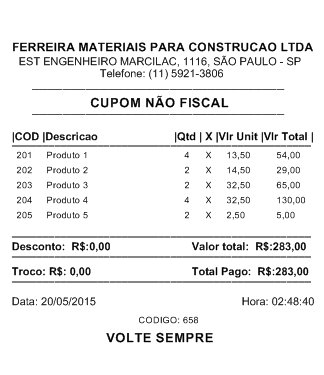 FERREIRA MATERIAIS PARA CONSTRUCAO LTDA
EST ENGENHEIRO MARCILAC, 1116, SÃO PAULO - SP
Telefone: (11) 5921-3806
CUPOM NÃO FISCAL
|COD |Descricao |Qtd | X |Vlr Unit |Vlr Total |
201 Produto 1 4 X 13,50 54,00
202 Produto 2 2 X 14,50 29,00
203 Produto 3 2 X 32,50 65,00
204 Produto 4 4 X 32,50 130,00
205 Produto 5 2 X 2,50 5,00
Desconto: R$:0,00 Valor total: R$:283,00
Troco: R$: 0,00 Total Pago: R$:283,00
Data: 20/05/2015 Hora: 02:48:40
CODIGO: 658
VOLTE SEMPRE